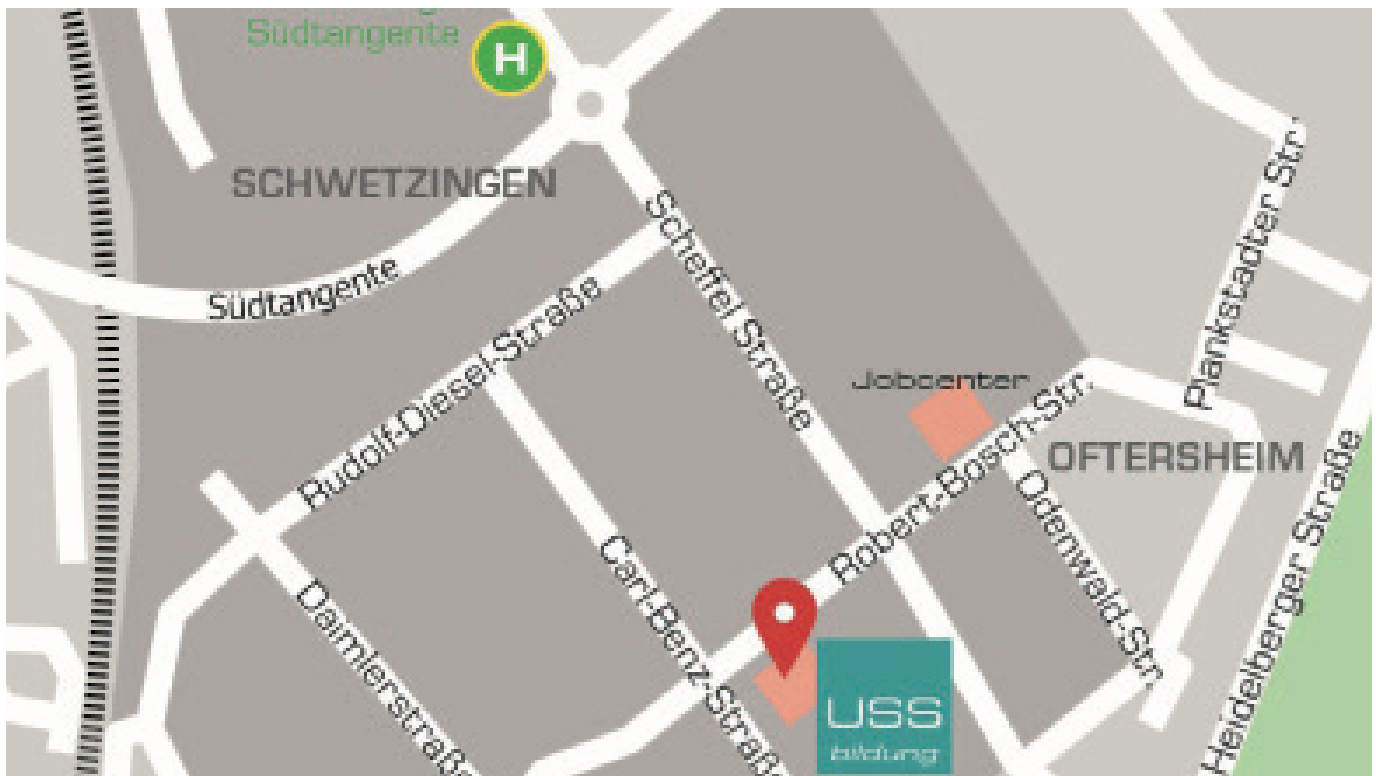 Südtangente
H
SCHWETZINGEN
Südtangente
Scheffel Straße
Rudolf-Diesel-Straße
Plankstadter Str.
Jobcenter
Robert-Bosch-Str.
OFTERSHEIM
Odenwald-Str.
Heidelberger Straße
Carl-Benz-Straße
Daimlerstraße
USS
bildung